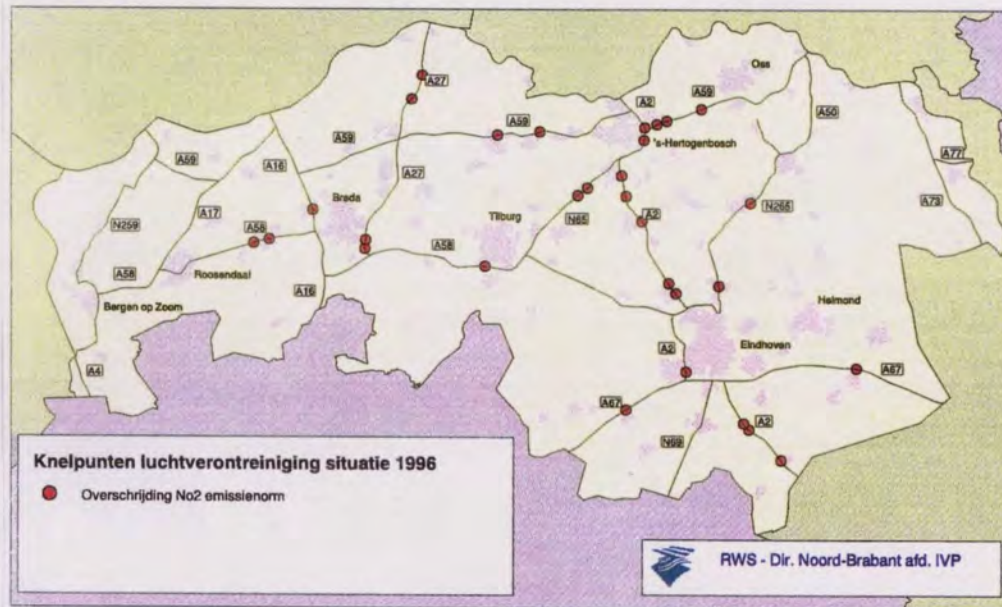 Oss
A27
A2
A59
A50
A59
A59
's-Hertogenbosch
A59
A16
A77
A27
Breda
A17
A73
Tilburg
N265
N259
A58
N65
A2
A58
A58
Roosendaal
A16
Helmond
Bergen op Zoom
A2
Eindhoven
A4
A67
A67
A2
N69
Knelpunten luchtverontreiniging situatie 1996
Overschrijding No2 emissienorm
RWS - Dir. Noord-Brabant afd. IVP